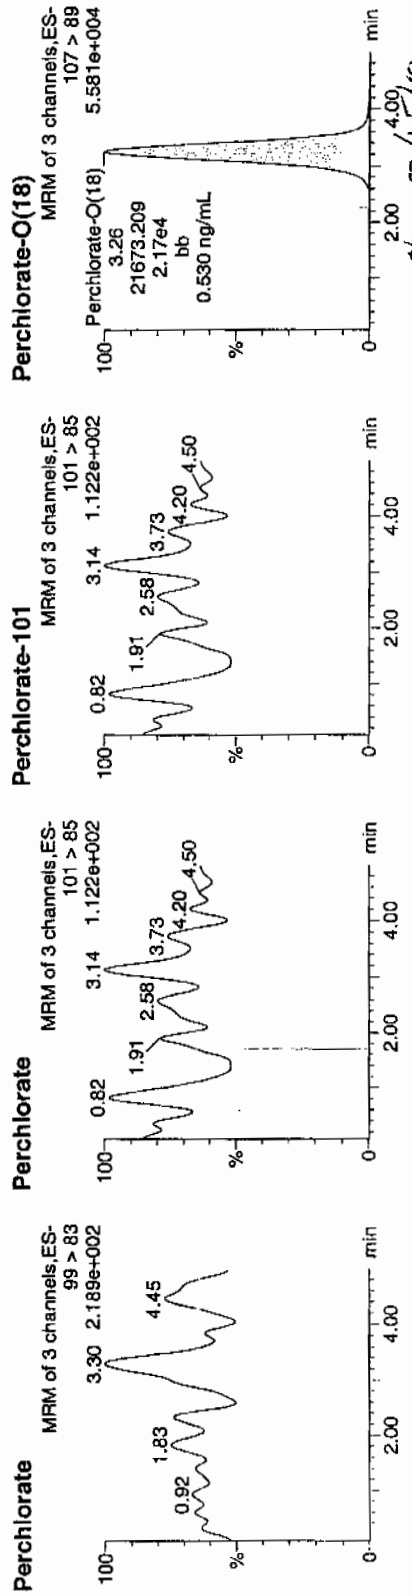 Perchlorate
MRM of 3 channels,ES-
99 > 83
3.30 2.189e+002
100
%
0
0.92
1.83
4.45
2.00
4.00
min
Perchlorate
MRM of 3 channels,ES-
101 > 85
3.14 1.122e+002
100
%
0
0.82
1.91
2.58
3.73
4.20
4.50
2.00
4.00
min
Perchlorate-101
MRM of 3 channels,ES-
101 > 85
3.14 1.122e+002
100
%
0
0.82
1.91
2.58
3.73
4.20
4.50
2.00
4.00
min
Perchlorate-O(18)
MRM of 3 channels,ES-
107 > 89
5.581e+004
100
Perchlorate-O(18)
3.26
21673.209
2.17e4
bb
0.530 ng/mL
%
0
2.00
4.00
min